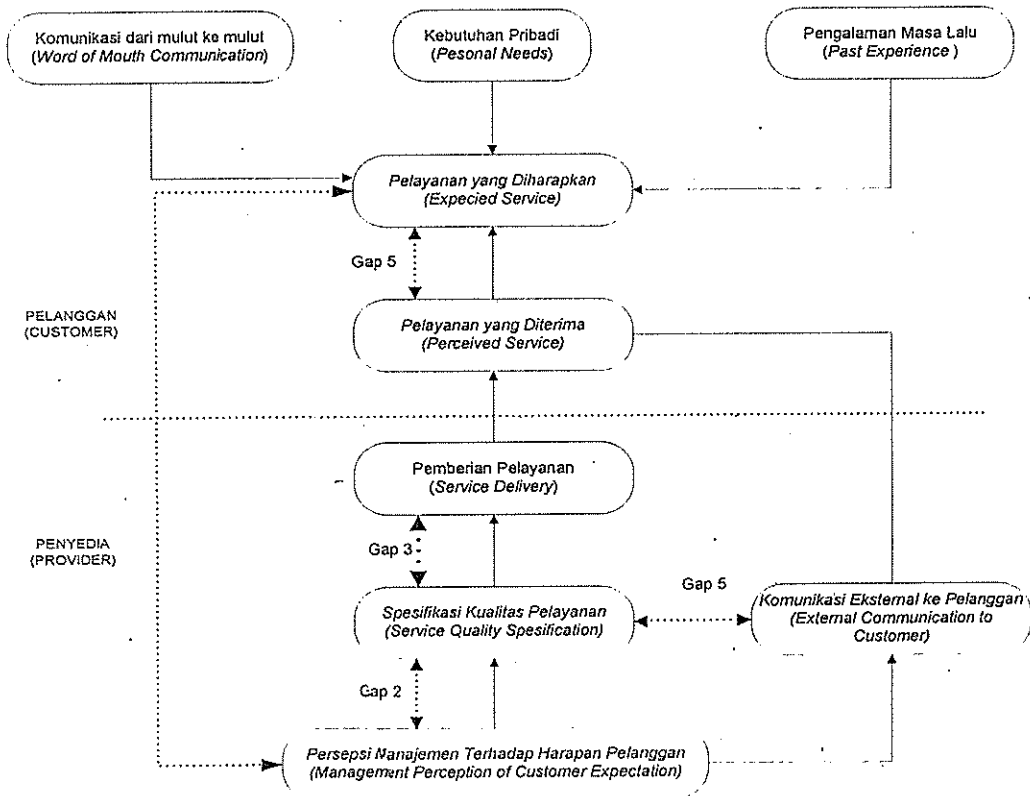 Komunikasi dari mulut ke mulut
(Word of Mouth Communication)
Kebutuhan Pribadi
(Pesonal Needs)
Pengalaman Masa Lalu
(Past Experience )
Pelayanan yang Diharapkan
(Expecied Service)
Gap 5
PELANGGAN
(CUSTOMER)
Pelayanan yang Diterima
(Perceived Service)
Pemberian Pelayanan
(Service Delivery)
PENYEDIA
(PROVIDER)
Gap 3
Gap 5
Spesifikasi Kualitas Pelayanan
(Service Quality Spesification)
Komunikasi Eksternal ke Pelanggan
(External Communication to
Customer)
Gap 2
Persepsi Manajemen Terhadap Harapan Pelanggan
(Management Perception of Customer Expectation)